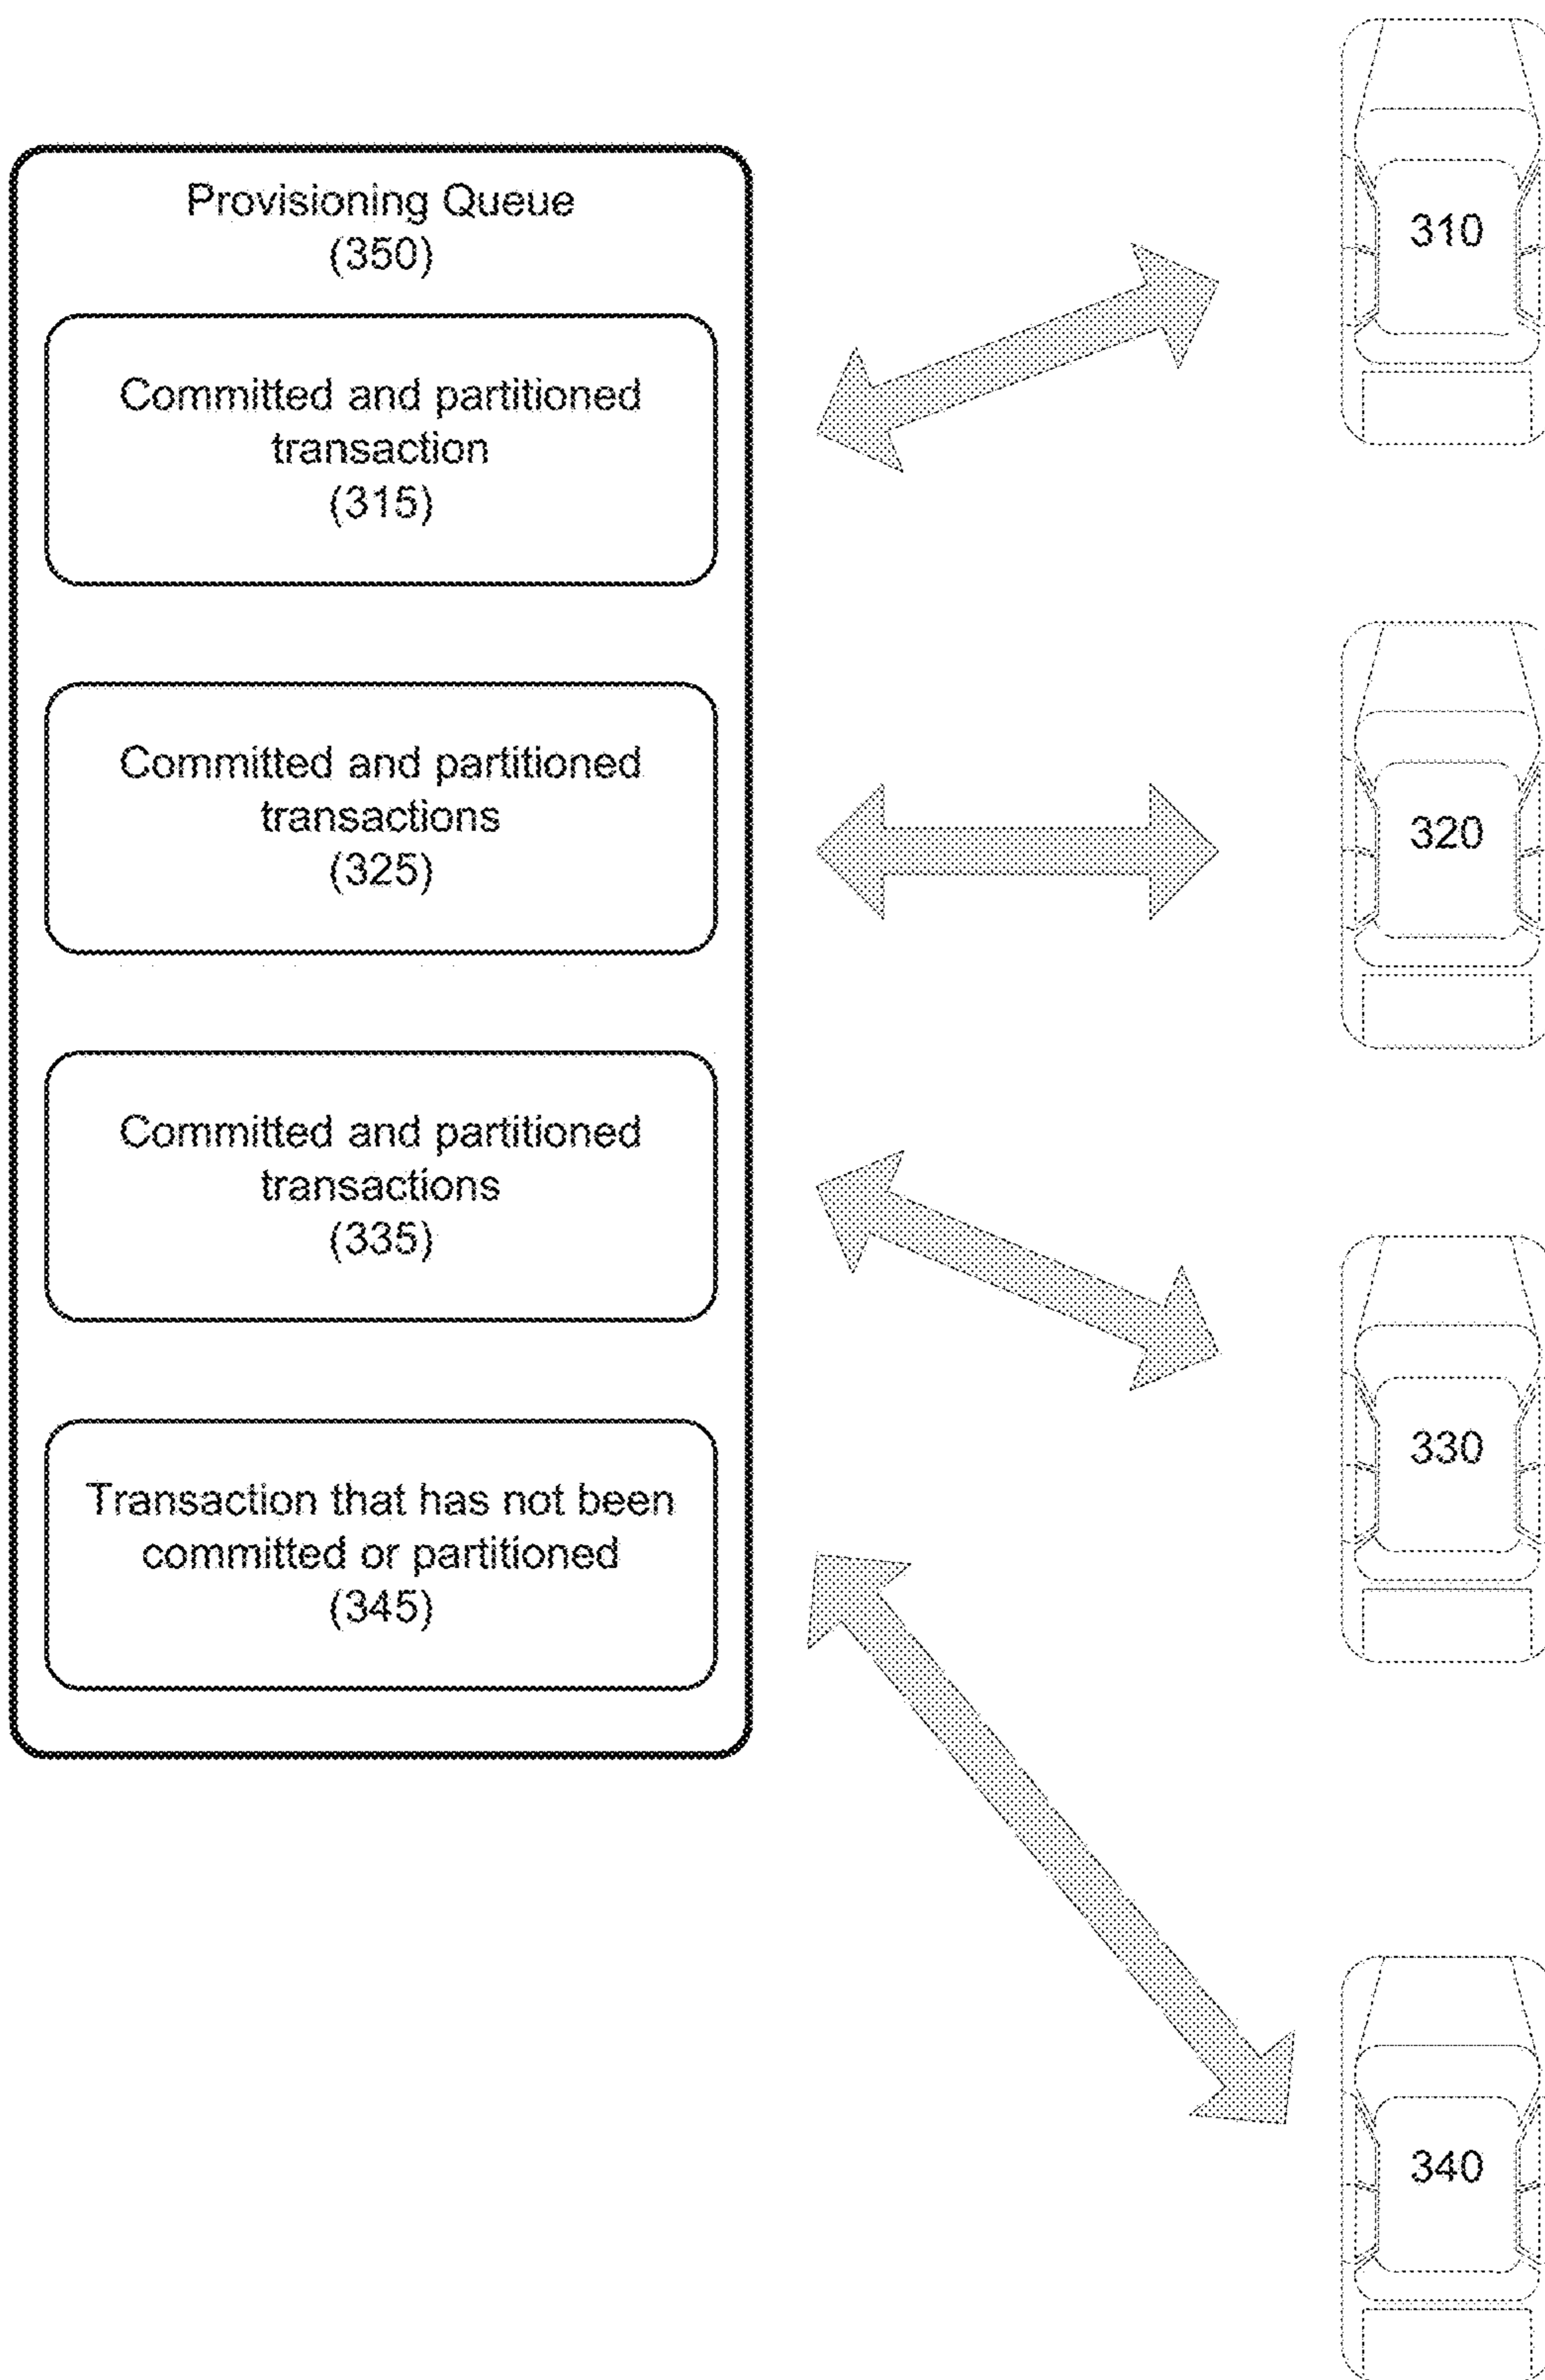 Provisioning Queue
(350)
Committed and partitioned
transaction
(315)
Committed and partitioned
transactions
(325)
Committed and partitioned
transactions
(335)
Transaction that has not been
committed or partitioned
(345)
310
320
330
340